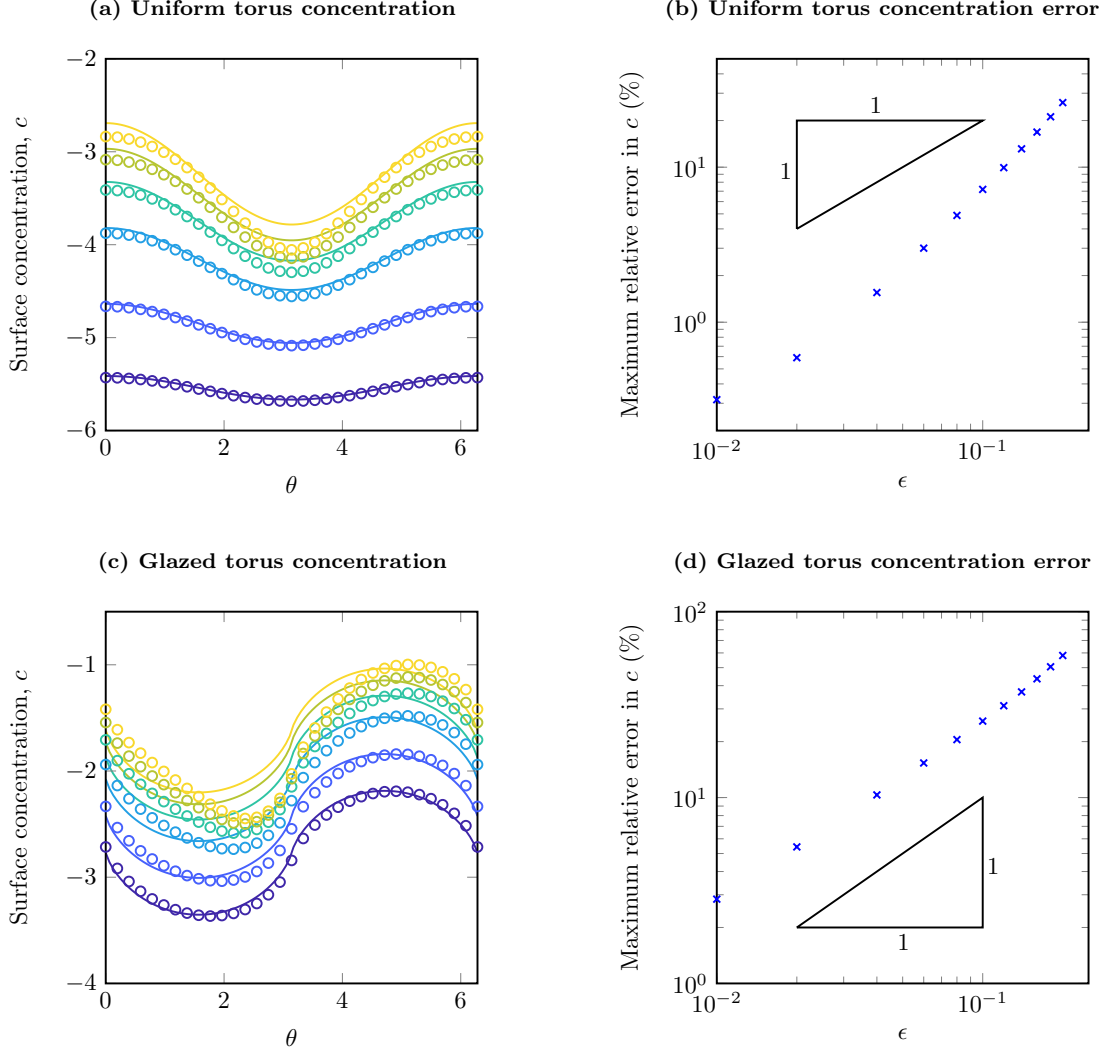 (a) Uniform torus concentration
Surface concentration, c
−2
−3
−4
−5
−6
0 2 4 6
θ
(b) Uniform torus concentration error
Maximum relative error in c (%)
10^1
10^0
1
1
10^−2 10^−1
ϵ
(c) Glazed torus concentration
Surface concentration, c
−1
−2
−3
−4
0 2 4 6
θ
(d) Glazed torus concentration error
Maximum relative error in c (%)
10^2
10^1
10^0
1
1
10^−2 10^−1
ϵ